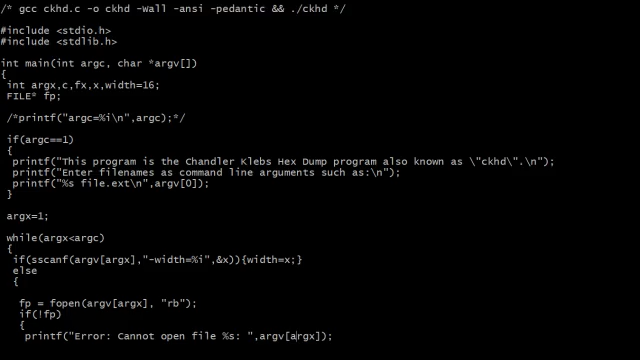 /* gcc ckhd.c -o ckhd -Wall -ansi -pedantic && ./ckhd */
#include <stdio.h>
#include <stdlib.h>
int main(int argc, char *argv[])
{
int argx,c,fx,x,width=16;
FILE* fp;
/*printf("argc=%i\n",argc);*/
if(argc==1)
{
printf("This program is the Chandler Klebs Hex Dump program also known as \"ckhd\".\n");
printf("Enter filenames as command line arguments such as:\n");
printf("%s file.ext\n",argv[0]);
}
argx=1;
while(argx<argc)
{
if(sscanf(argv[argx],"-width=%i",&x)){width=x;}
else
{
fp = fopen(argv[argx], "rb");
if(!fp)
{
printf("Error: Cannot open file %s: ",argv[argx]);